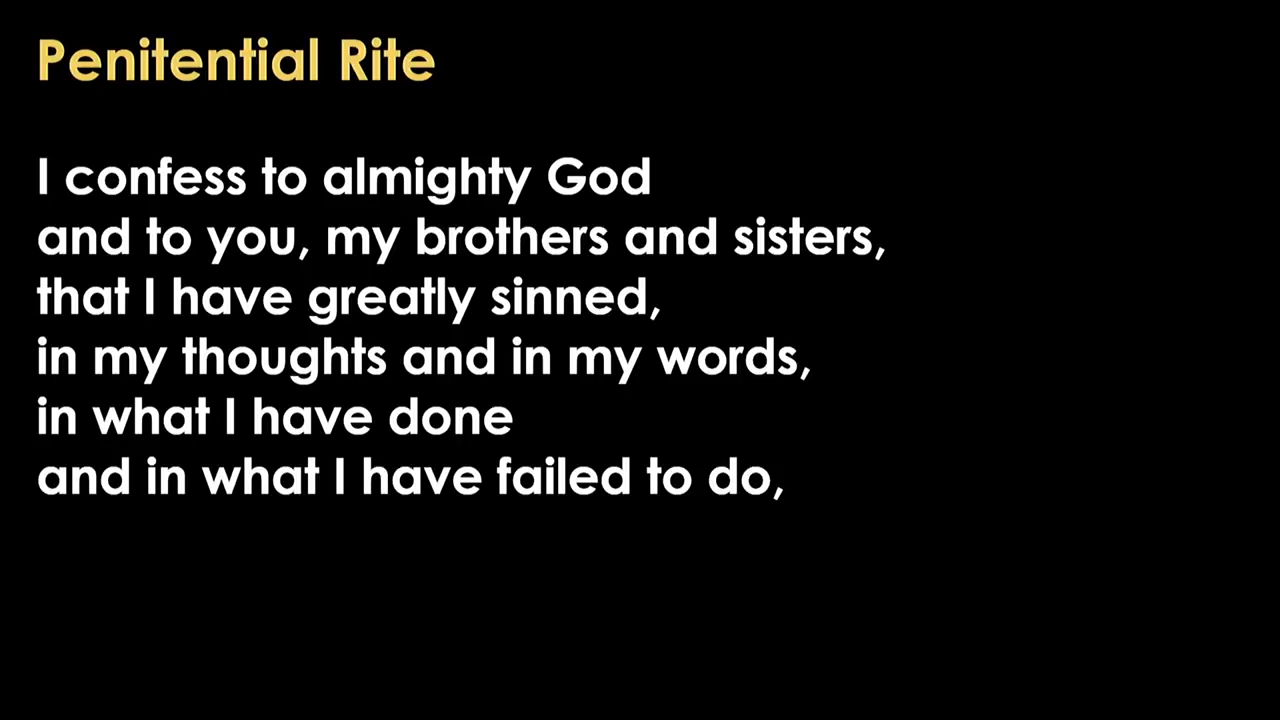 Penitential Rite
I confess to almighty God
and to you, my brothers and sisters,
that I have greatly sinned,
in my thoughts and in my words,
in what I have done
and in what I have failed to do,